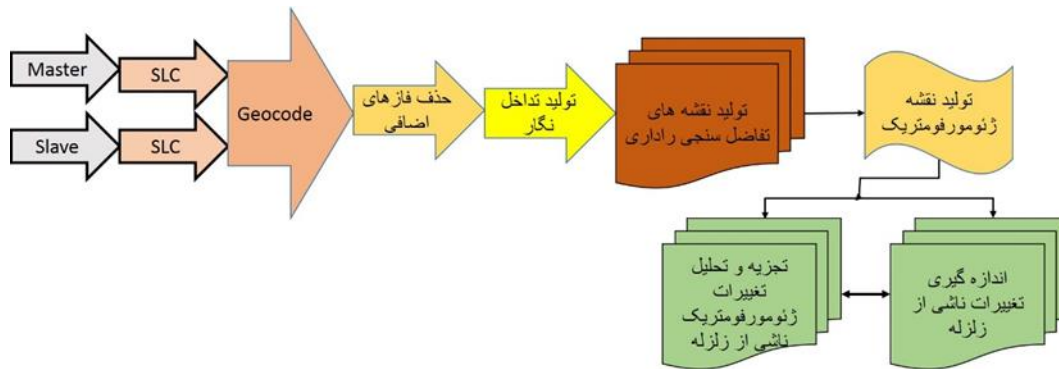 Master
SLC
Slave
SLC
Geocode
حذف فازهای
اضافی
تولید تداخل
نگار
تولید نقشه های
تفاضل سنجی راداری
تولید نقشه
ژئومورفومتریک
تجزیه و تحلیل
تغییرات
ژئومورفومتریک
ناشی از زلزله
اندازه گیری
تغییرات ناشی از
زلزله